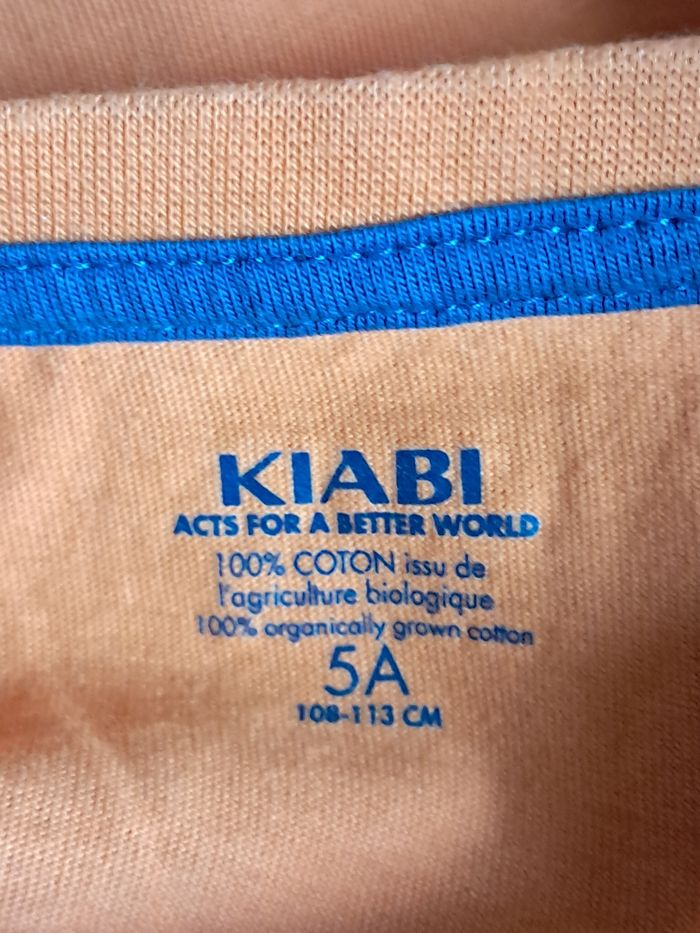 KIABI
ACTS FOR A BETTER WORLD
100% COTON issu de
l'agriculture biologique
100% organically grown cotton
5A
108-113 CM